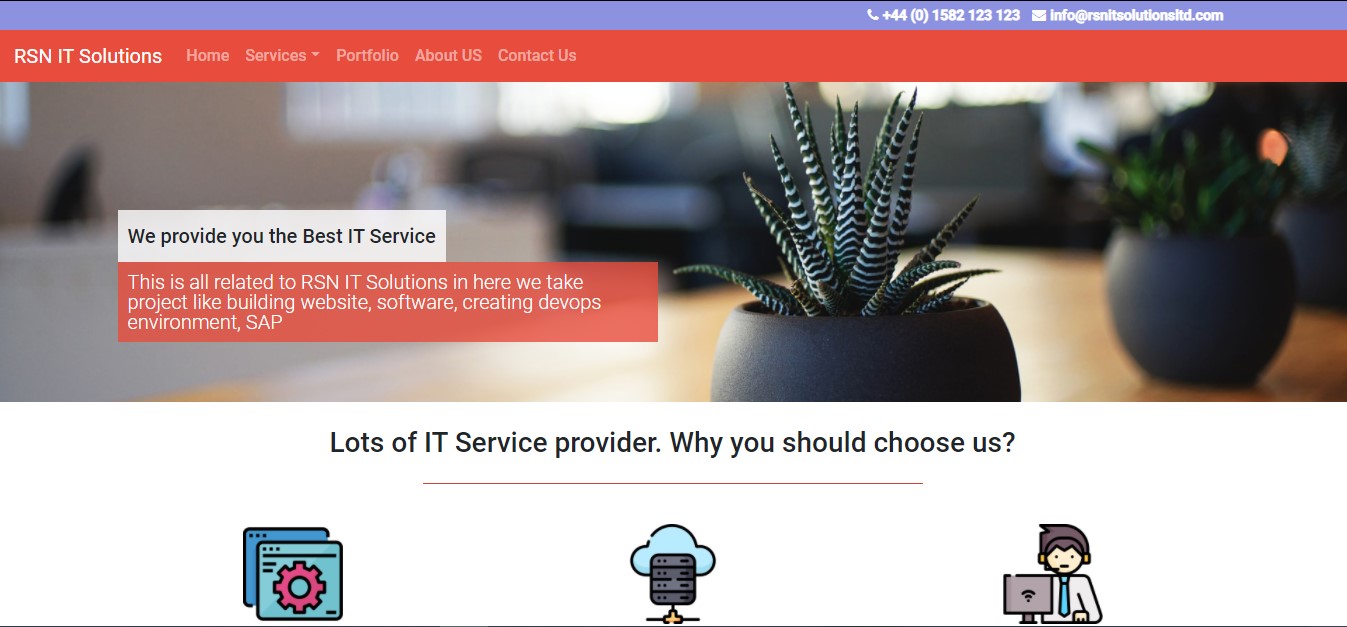 +44 (0) 1582 123 123 info@rsnitsolutionsltd.com
RSN IT Solutions Home Services Portfolio About US Contact Us
We provide you the Best IT Service
This is all related to RSN IT Solutions in here we take
project like building website, software, creating devops
environment, SAP
Lots of IT Service provider. Why you should choose us?